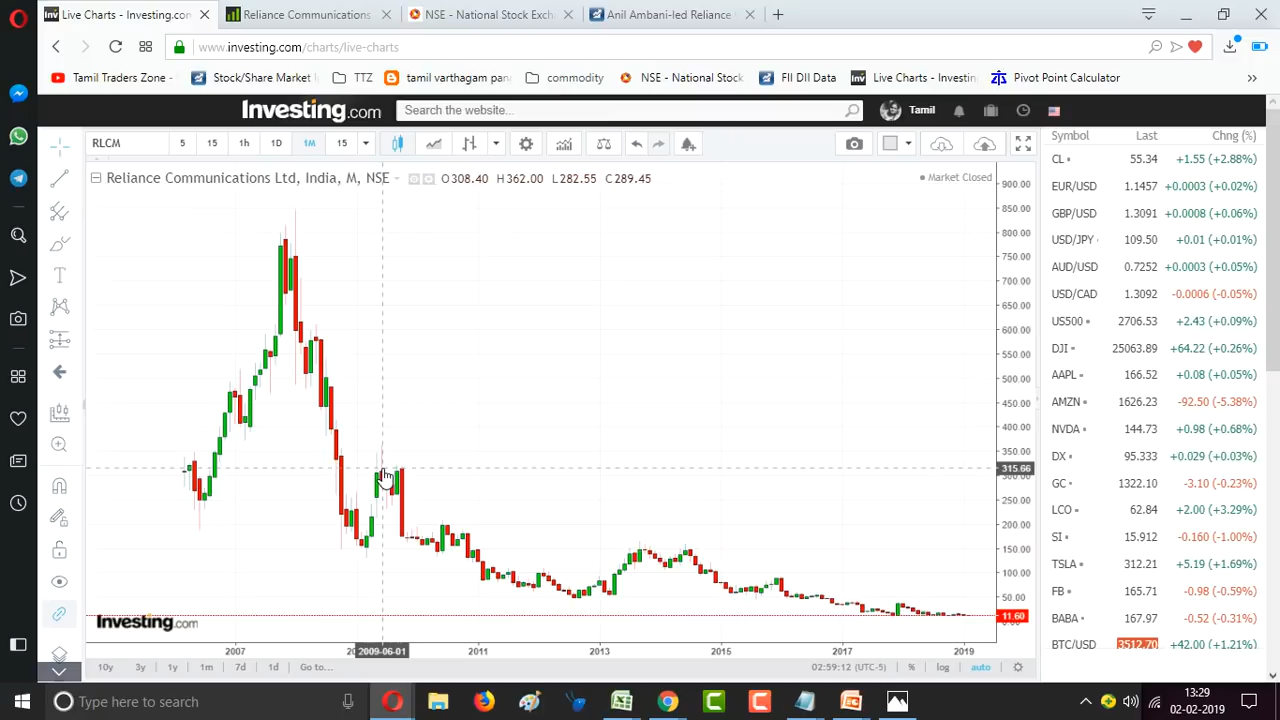 Live Charts - Investing.com
Reliance Communications
NSE - National Stock Exch
Anil Ambani-led Reliance
www.investing.com/charts/live-charts
Tamil Traders Zone -
Stock/Share Market
TTZ
tamil varthagam pan
commodity
NSE - National Stock
FII DII Data
Live Charts - Investin
Pivot Point Calculator
Investing.com
Search the website...
Tamil
RLCM
5 15 1h 1D 1M 15
Symbol Last Chng (%)
Reliance Communications Ltd, India, M, NSE O308.40 H362.00 L282.55 C289.45
Market Closed
CL 55.34 +1.55 (+2.88%)
EUR/USD 1.1457 +0.0003 (+0.02%)
GBP/USD 1.3091 +0.0008 (+0.06%)
USD/JPY 109.50 +0.01 (+0.01%)
AUD/USD 0.7252 +0.0003 (+0.05%)
USD/CAD 1.3092 -0.0006 (-0.05%)
US500 2706.53 +2.43 (+0.09%)
DJI 25063.89 +64.22 (+0.26%)
AAPL 166.52 +0.08 (+0.05%)
AMZN 1626.23 -92.50 (-5.38%)
NVDA 144.73 +0.98 (+0.68%)
DX 95.333 +0.029 (+0.03%)
GC 1322.10 -3.10 (-0.23%)
LCO 62.84 +2.00 (+3.29%)
SI 15.912 -0.160 (-1.00%)
TSLA 312.21 +5.19 (+1.69%)
FB 165.71 -0.98 (-0.59%)
BABA 167.97 -0.52 (-0.31%)
BTC/USD 3512.70 +42.00 (+1.21%)
900.00
850.00
800.00
750.00
700.00
650.00
600.00
550.00
500.00
450.00
400.00
350.00
315.66
250.00
200.00
150.00
100.00
50.00
11.60
Investing.com
2007 2009-06-01 2011 2013 2015 2017 2019
10y 3y 1y 1m 7d 1d Go to...
02:59:12 (UTC-5) % log auto
Type here to search
13:29
02-02-2019